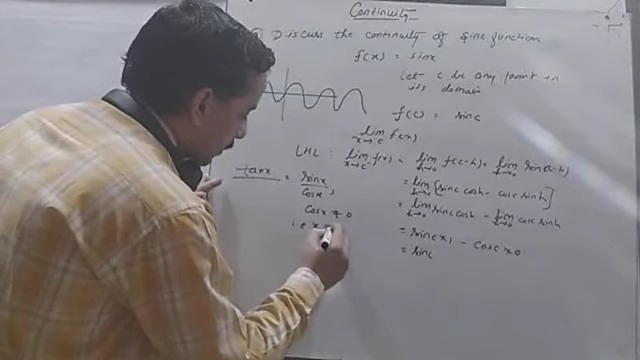 Continuity
Discuss the continuity of sine function
f(x) = sinx
Let c be any point in
its domain
f(c) = sinc
lim x→c f(x)
LHL : lim x→c⁻ f(x) = lim h→0 f(c-h) = lim h→0 sin(c-h)
= lim h→0 [sinc cosh - cosc sinh]
= lim h→0 sinc cosh - lim h→0 cosc sinh
= sinc×1 - cosc×0
= sinc
tanx = sinx/cosx,
cosx ≠ 0
i.e x